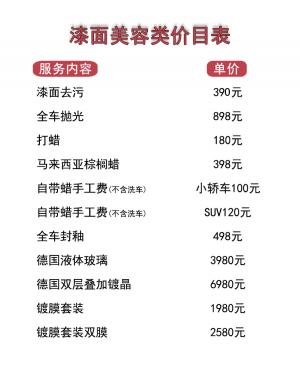 漆面美容类价目表
服务内容 单价
漆面去污 390元
全车抛光 898元
打蜡 180元
马来西亚棕榈蜡 398元
自带蜡手工费(不含洗车) 小轿车100元
自带蜡手工费(不含洗车) SUV120元
全车封釉 498元
德国液体玻璃 3980元
德国双层叠加镀晶 6980元
镀膜套装 1980元
镀膜套装双膜 2580元